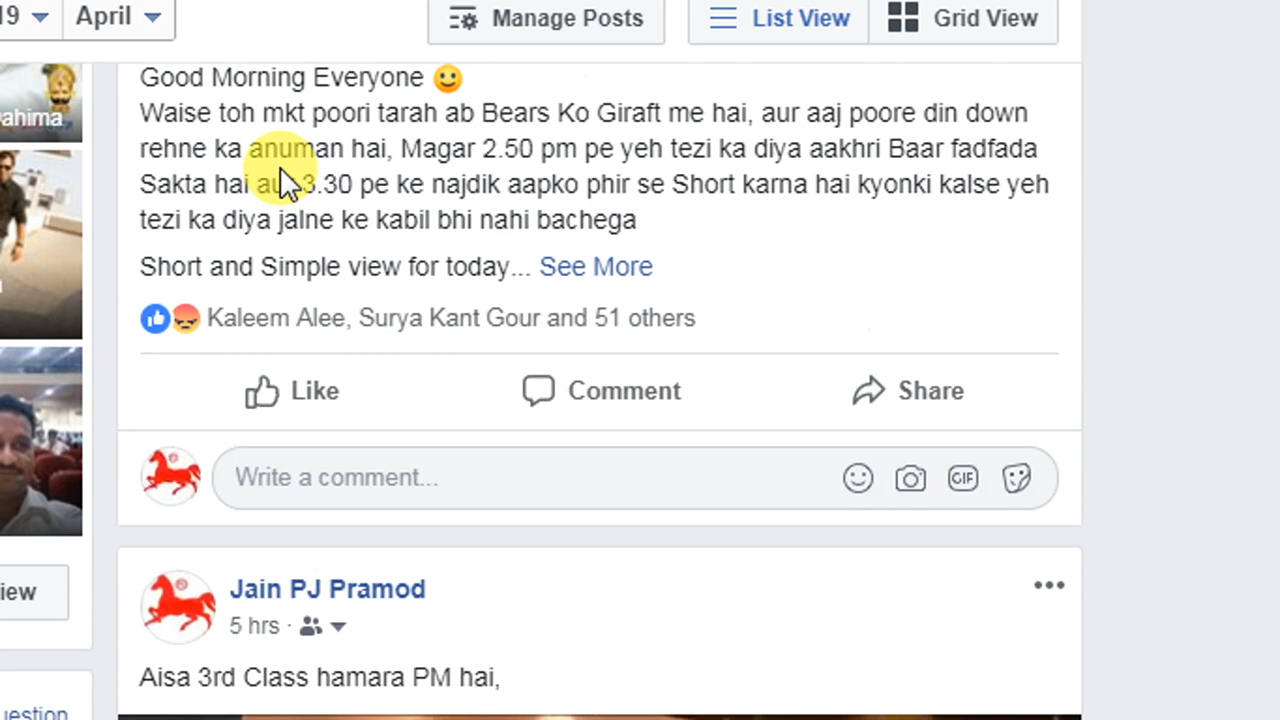 19
April
Manage Posts
List View
Grid View
Good Morning Everyone
Waise toh mkt poori tarah ab Bears Ko Giraft me hai, aur aaj poore din down
rehne ka anuman hai, Magar 2.50 pm pe yeh tezi ka diya aakhri Baar fadfada
Sakta hai 3.30 pe ke najdik aapko phir se Short karna hai kyonki kalse yeh
tezi ka diya jalne ke kabil bhi nahi bachega
Short and Simple view for today... See More
Kaleem Alee, Surya Kant Gour and 51 others
Like
Comment
Share
Write a comment...
GIF
Jain PJ Pramod
5 hrs ·
Aisa 3rd Class hamara PM hai,
ahima
iew
uestion